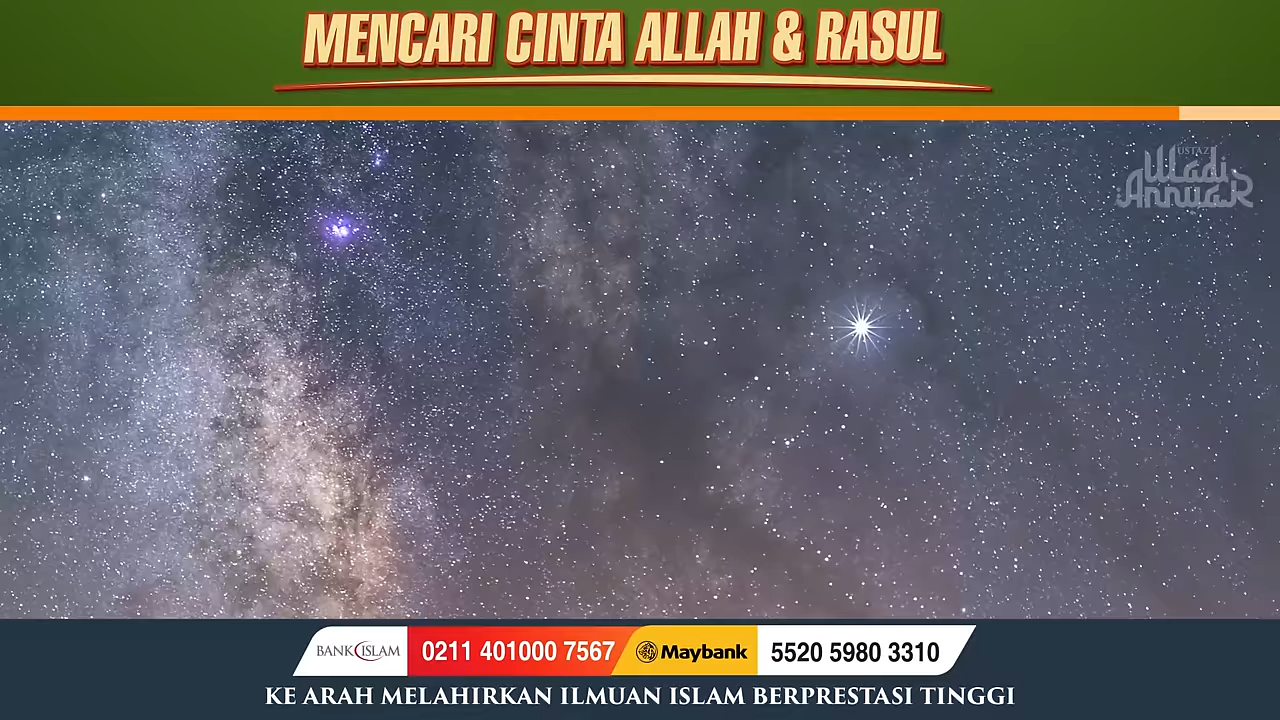 MENCARI CINTA ALLAH & RASUL
USTAZ
Wadi
Annuar
BANK ISLAM 0211 401000 7567 Maybank 5520 5980 3310
KE ARAH MELAHIRKAN ILMUAN ISLAM BERPRESTASI TINGGI